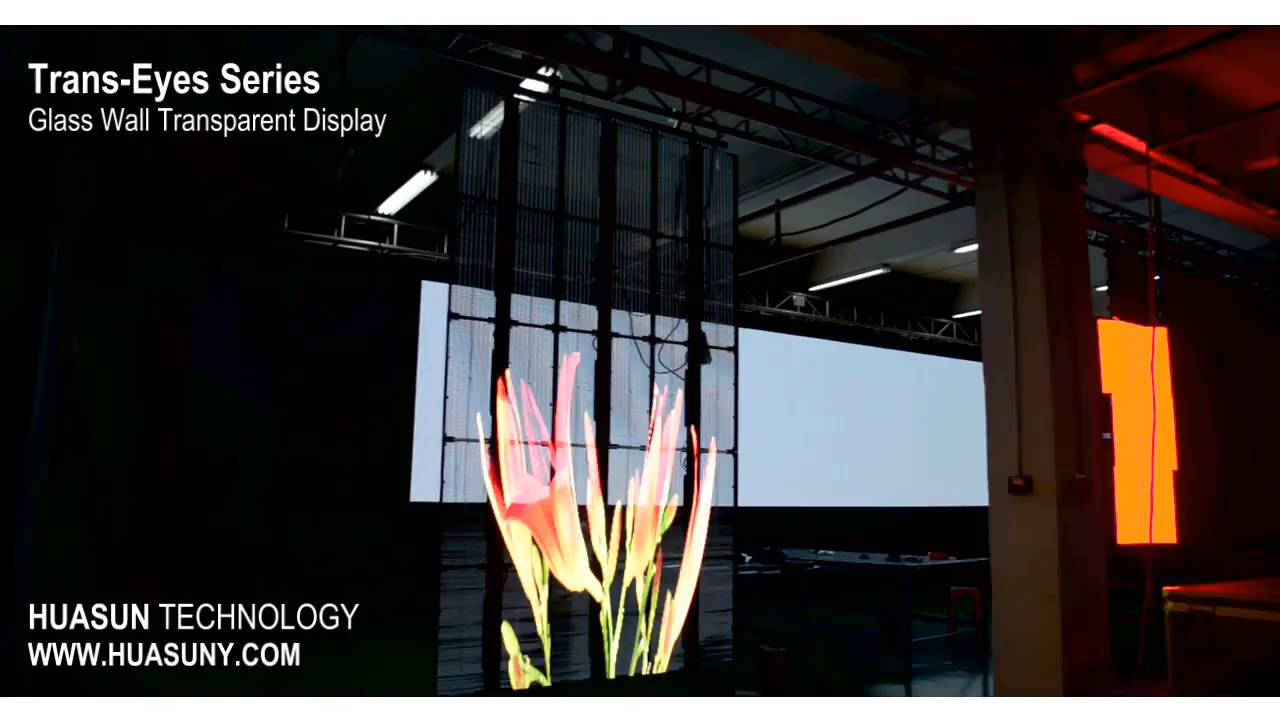 Trans-Eyes Series
Glass Wall Transparent Display
HUASUN TECHNOLOGY
WWW.HUASUNY.COM